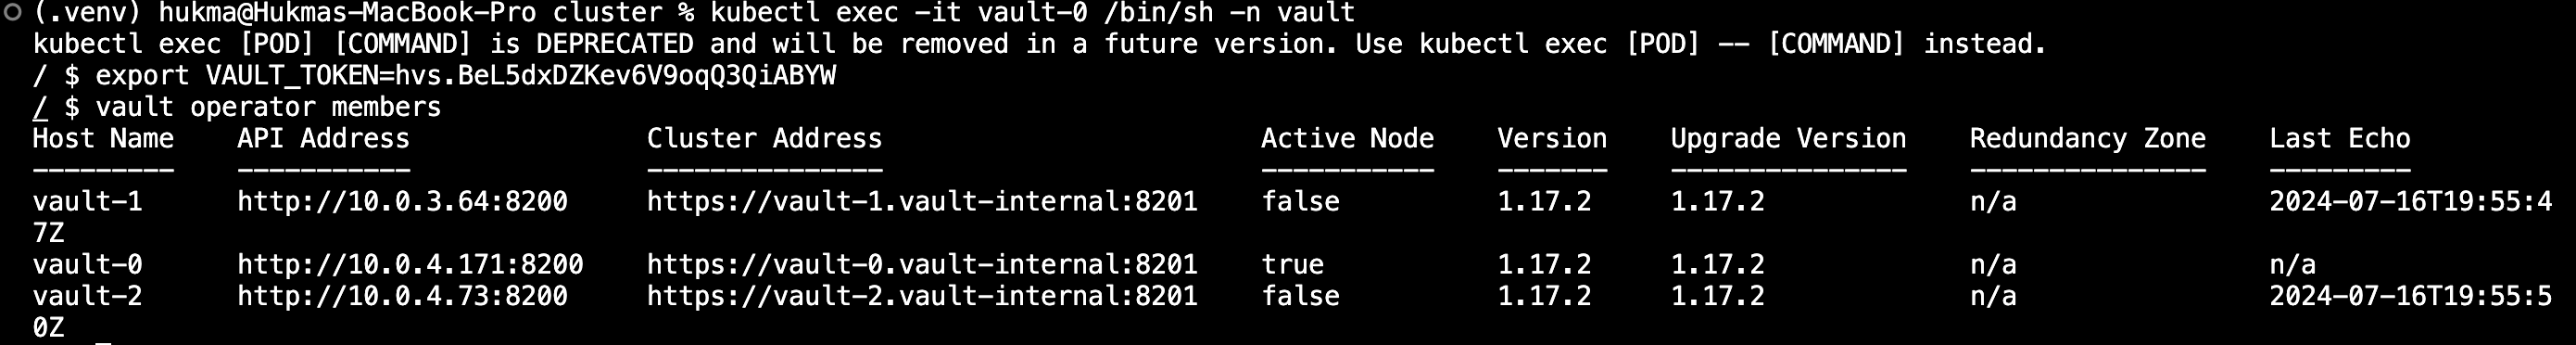 (.venv) hukma@Hukmas-MacBook-Pro cluster % kubectl exec -it vault-0 /bin/sh -n vault
kubectl exec [POD] [COMMAND] is DEPRECATED and will be removed in a future version. Use kubectl exec [POD] -- [COMMAND] instead.
/ $ export VAULT_TOKEN=hvs.BeL5dxDZKev6V9oqQ3QiABYW
/ $ vault operator members
Host Name    API Address               Cluster Address                        Active Node    Version    Upgrade Version    Redundancy Zone    Last Echo
---------    -----------               ---------------                        -----------    -------    ---------------    ---------------    ---------
vault-1      http://10.0.3.64:8200     https://vault-1.vault-internal:8201    false          1.17.2     1.17.2             n/a                2024-07-16T19:55:4
7Z
vault-0      http://10.0.4.171:8200    https://vault-0.vault-internal:8201    true           1.17.2     1.17.2             n/a                n/a
vault-2      http://10.0.4.73:8200     https://vault-2.vault-internal:8201    false          1.17.2     1.17.2             n/a                2024-07-16T19:55:5
0Z